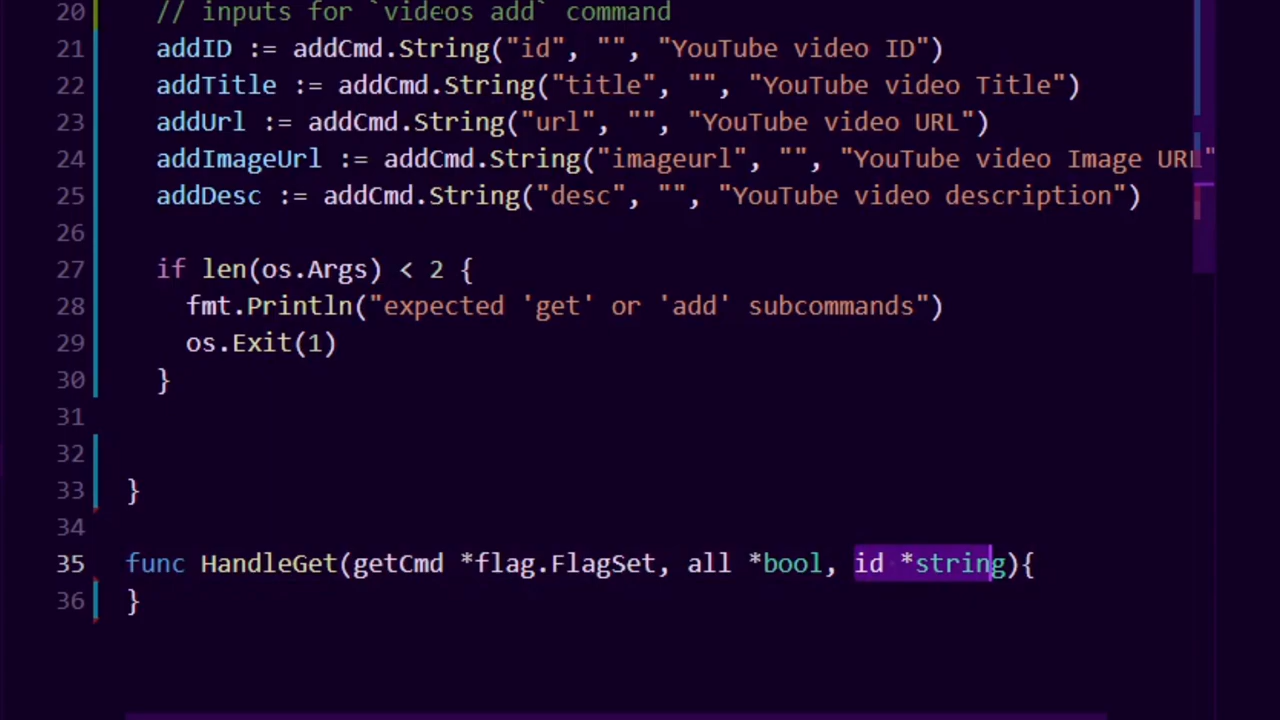 20 // inputs for `videos add` command
21 addID := addCmd.String("id", "", "YouTube video ID")
22 addTitle := addCmd.String("title", "", "YouTube video Title")
23 addUrl := addCmd.String("url", "", "YouTube video URL")
24 addImageUrl := addCmd.String("imageurl", "", "YouTube video Image URL"
25 addDesc := addCmd.String("desc", "", "YouTube video description")
26
27 if len(os.Args) < 2 {
28 fmt.Println("expected 'get' or 'add' subcommands")
29 os.Exit(1)
30 }
31
32
33 }
34
35 func HandleGet(getCmd *flag.FlagSet, all *bool, id *string){
36 }